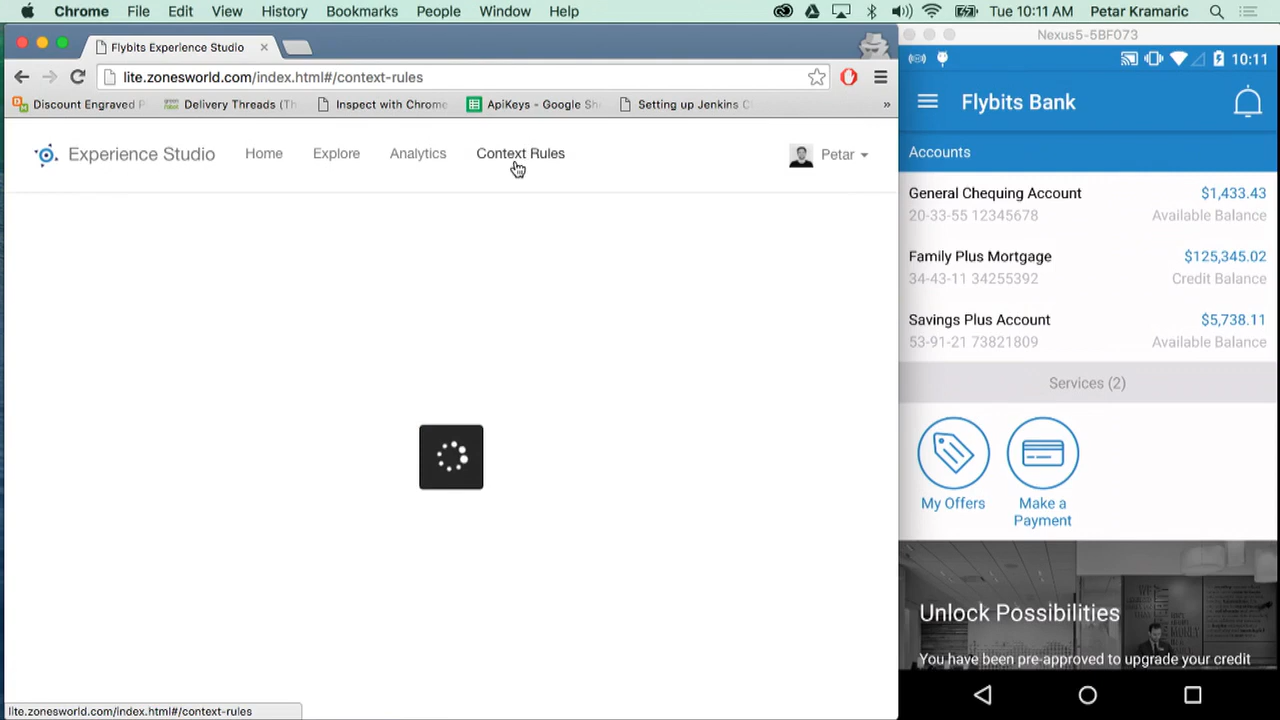 Chrome File Edit View History Bookmarks People Window Help Tue 10:11 AM Petar Kramaric
Flybits Experience Studio
lite.zonesworld.com/index.html#/context-rules
Discount Engraved P Delivery Threads (Th Inspect with Chrome ApiKeys - Google Sh Setting up Jenkins C »
Experience Studio Home Explore Analytics Context Rules Petar
lite.zonesworld.com/index.html#/context-rules
Nexus5-5BF073
10:11
Flybits Bank
Accounts
General Chequing Account $1,433.43
20-33-55 12345678 Available Balance
Family Plus Mortgage $125,345.02
34-43-11 34255392 Credit Balance
Savings Plus Account $5,738.11
53-91-21 73821809 Available Balance
Services (2)
My Offers
Make a
Payment
Unlock Possibilities
You have been pre-approved to upgrade your credit